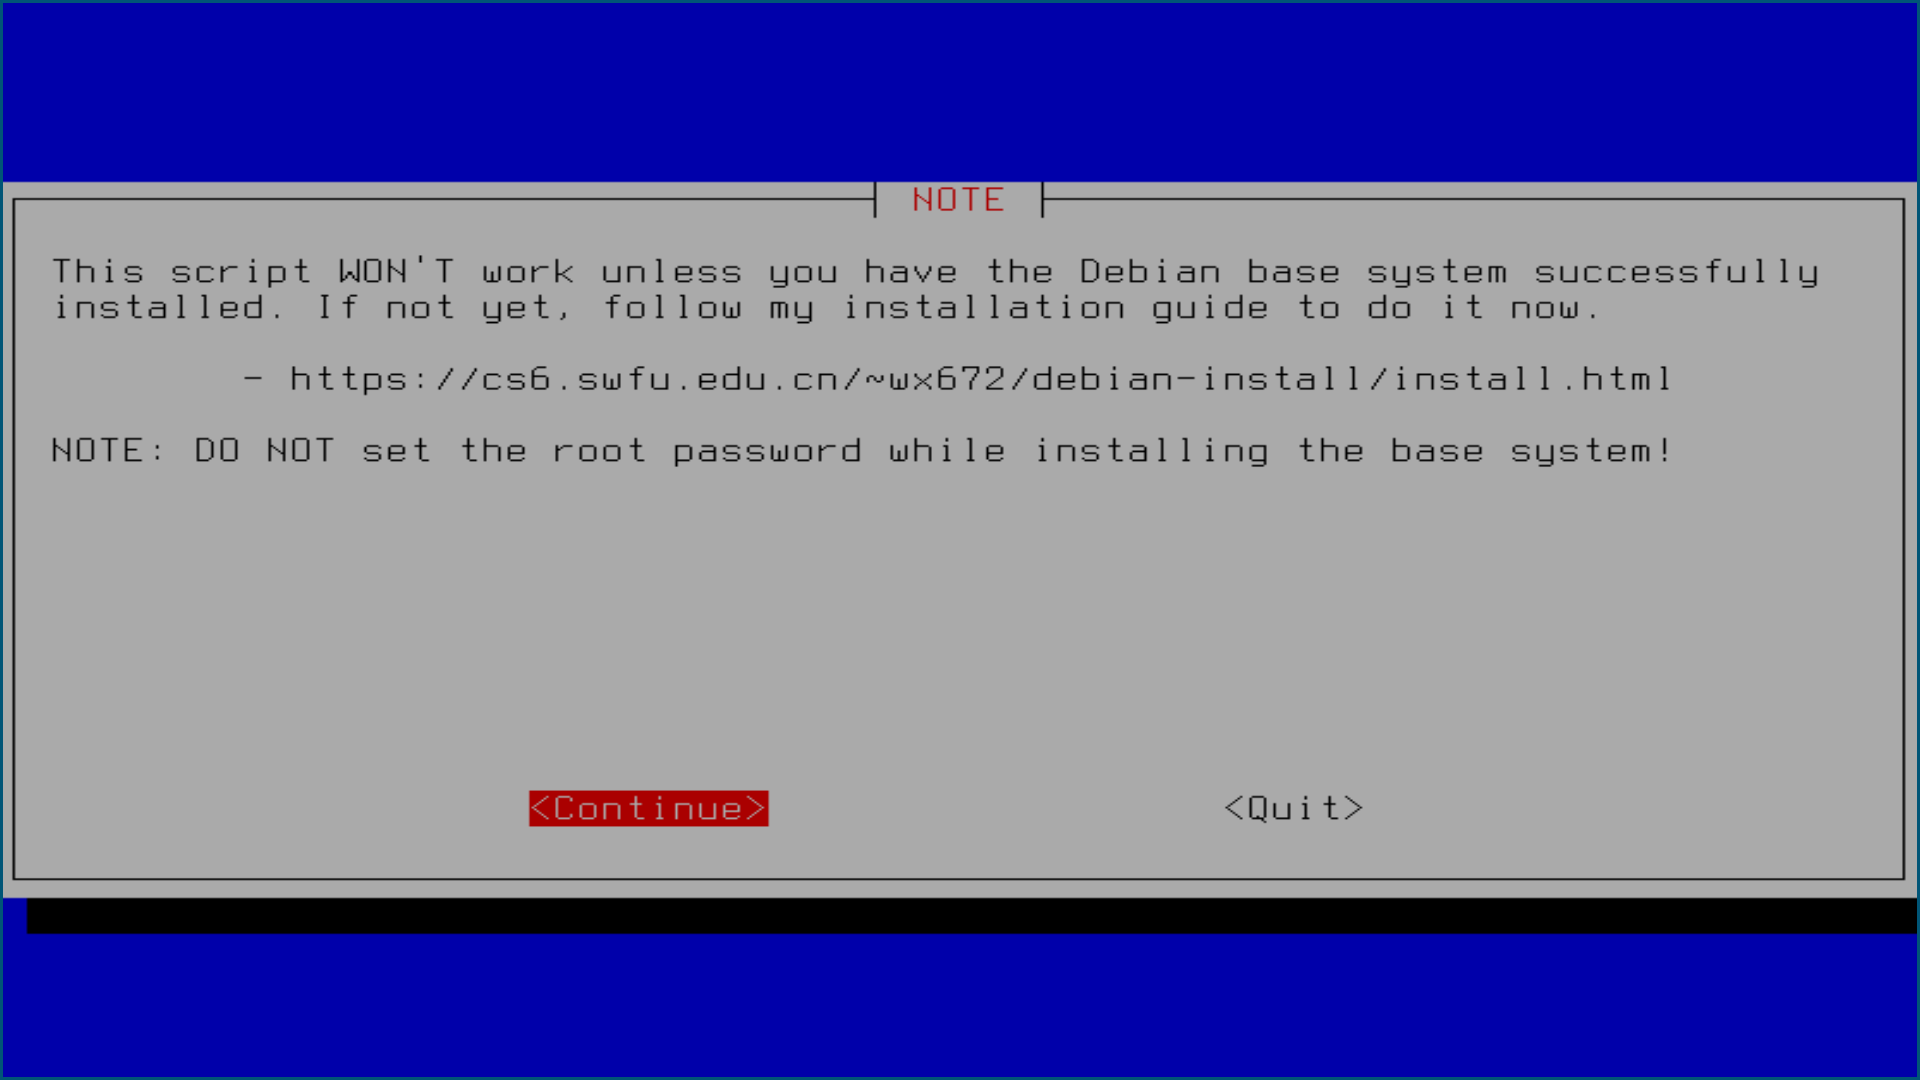 NOTE
This script WON'T work unless you have the Debian base system successfully
installed. If not yet, follow my installation guide to do it now.
- https://cs6.swfu.edu.cn/~wx672/debian-install/install.html
NOTE: DO NOT set the root password while installing the base system!
<Continue> <Quit>